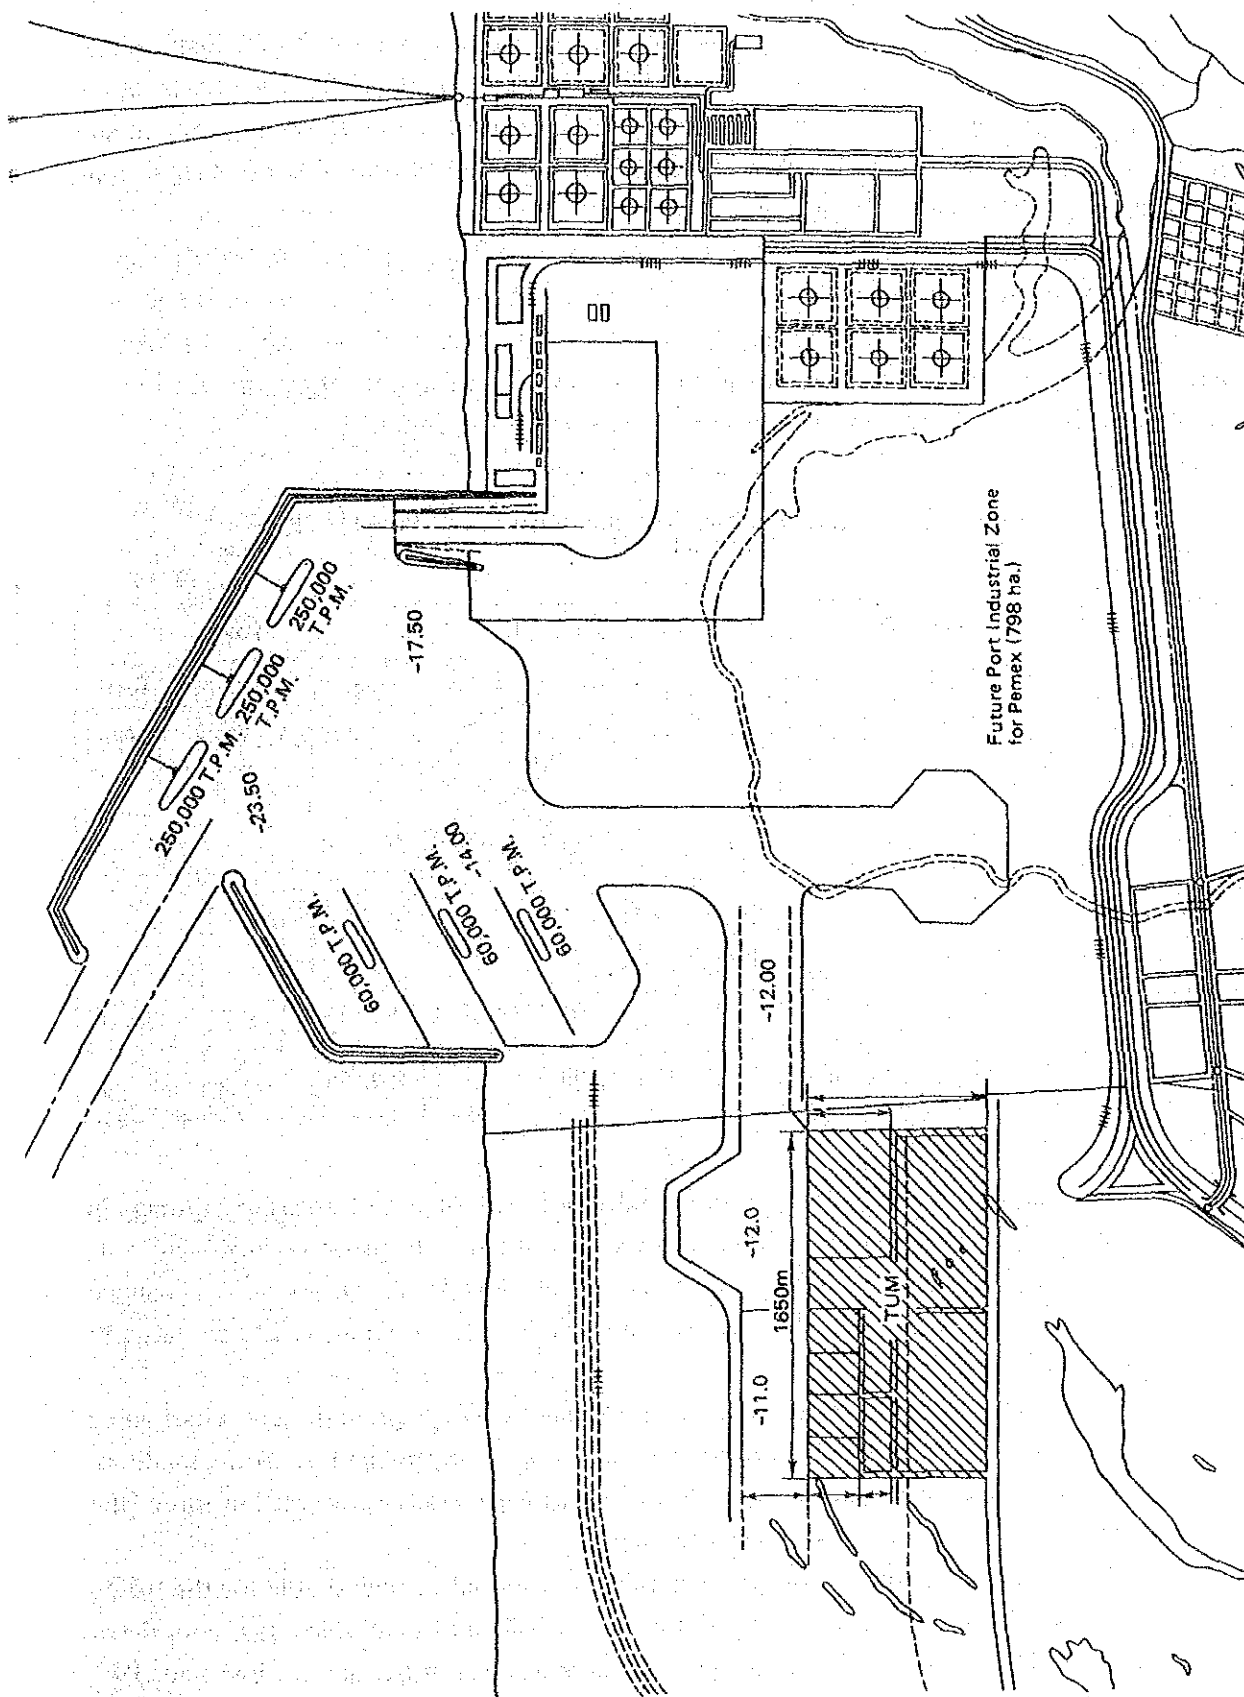 250,000
T.P.M.
250,000
T.P.M.
250,000 T.P.M.
-23.50
-17.50
60,000 T.P.M.
60,000 T.P.M.
-14.00
60,000 T.P.M.
Future Port Industrial Zone
for Pemex (798 ha.)
-12.00
-12.0
1650m
TUM
-11.0